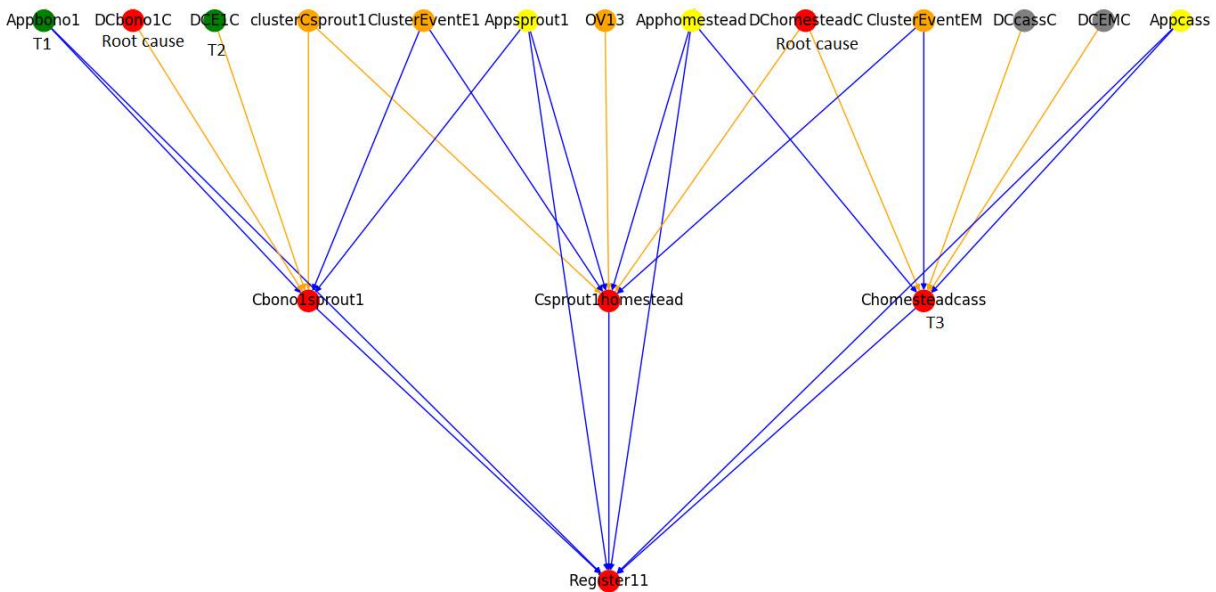 Appbono1 DCbono1C DCE1C clusterCsprout1 ClusterEventE1 Appsprout1 OV13 Apphomestead DChomesteadC ClusterEventEM DCcassC DCEMC Appcass
T1 Root cause T2 Root cause
Cbono1sprout1 Csprout1homestead Chomesteadcass
T3
Register11